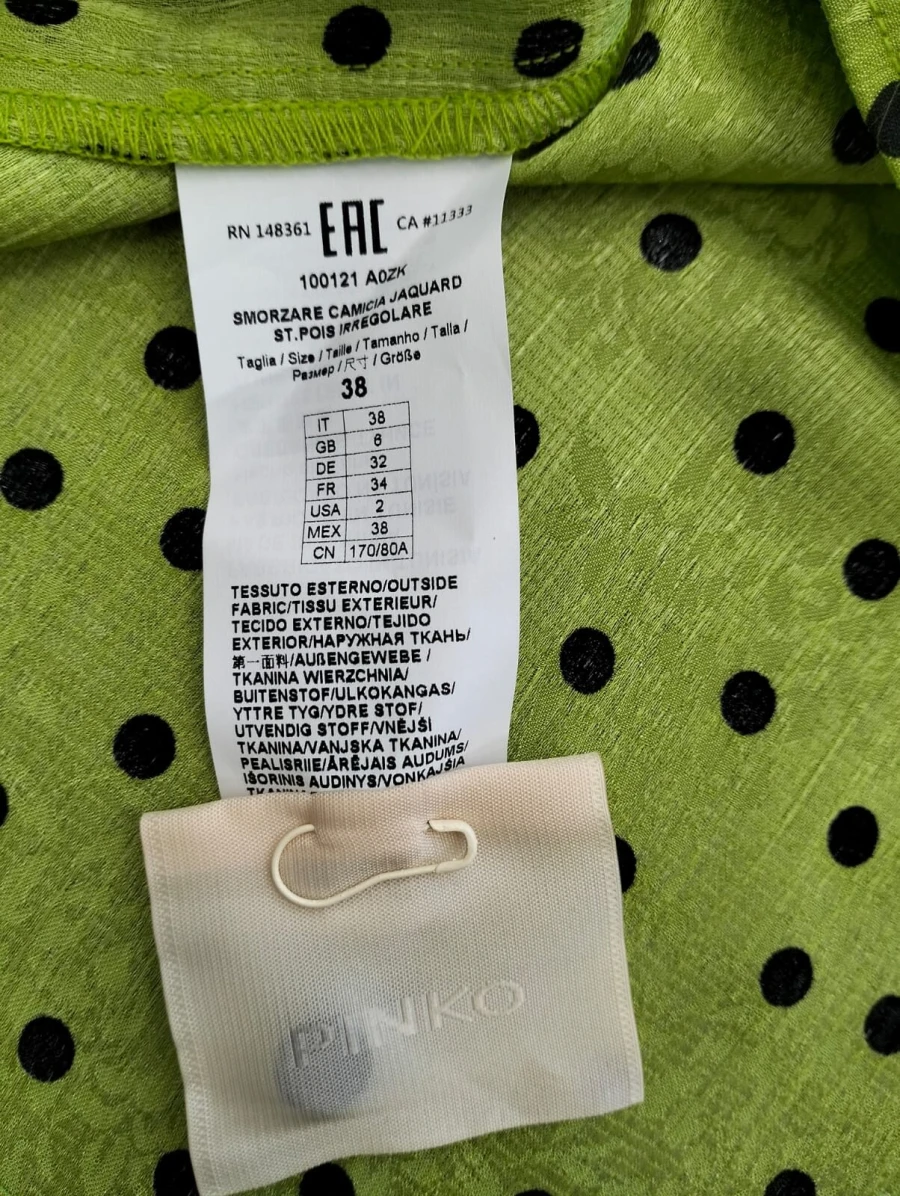 RN 148361 EAC CA #11333
100121 A0ZK
SMORZARE CAMICIA JAQUARD
ST.POIS IRREGOLARE
Taglia / Size / Taille / Tamanho / Talla /
Размер / 尺寸 / Größe
38
IT 38
GB 6
DE 32
FR 34
USA 2
MEX 38
CN 170/80A
TESSUTO ESTERNO/OUTSIDE
FABRIC/TISSU EXTERIEUR/
TECIDO EXTERNO/TEJIDO
EXTERIOR/НАРУЖНАЯ ТКАНЬ/
第一面料/AUßENGEWEBE /
TKANINA WIERZCHNIA/
BUITENSTOF/ULKOKANGAS/
YTTRE TYG/YDRE STOF/
UTVENDIG STOFF/VNĚJŠÍ
TKANINA/VANJSKA TKANINA/
PEALISRIIE/ĀRĒJAIS AUDUMS/
IŠORINIS AUDINYS/VONKAJŠIA
PINKO